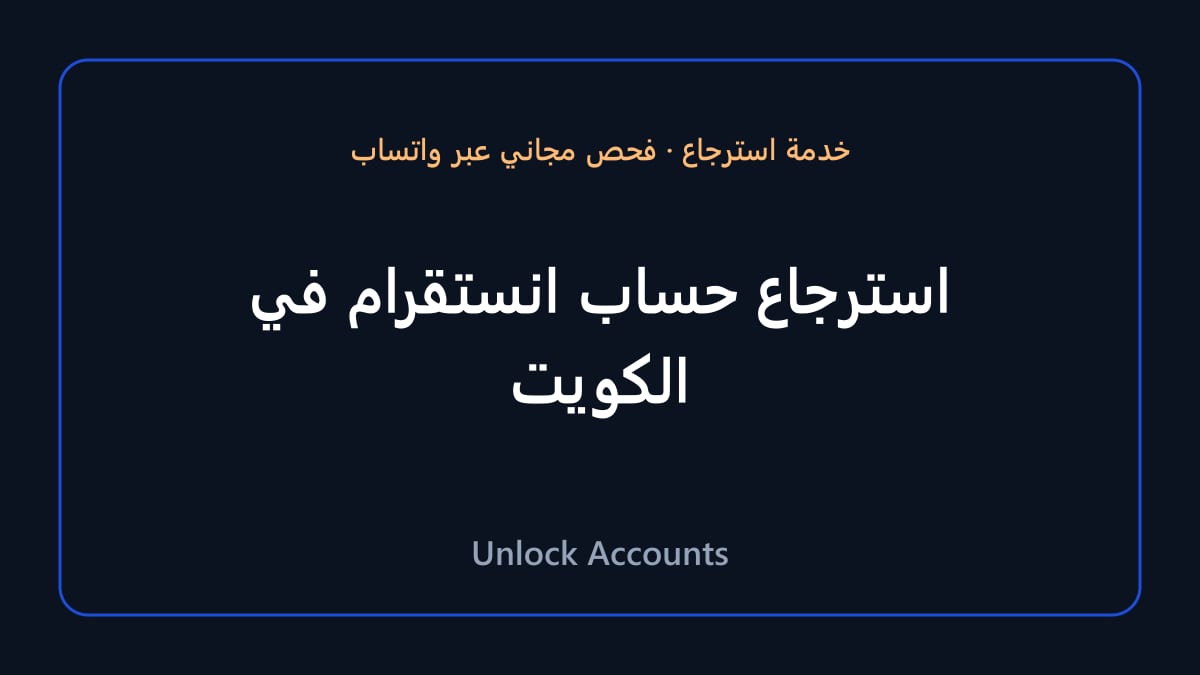 خدمة استرجاع · فحص مجاني عبر واتساب
استرجاع حساب انستقرام في
الكويت
Unlock Accounts